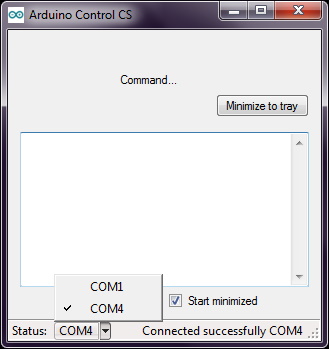 Arduino Control CS
Command...
Minimize to tray
COM1
COM4
Start minimized
Status: COM4 Connected successfully COM4